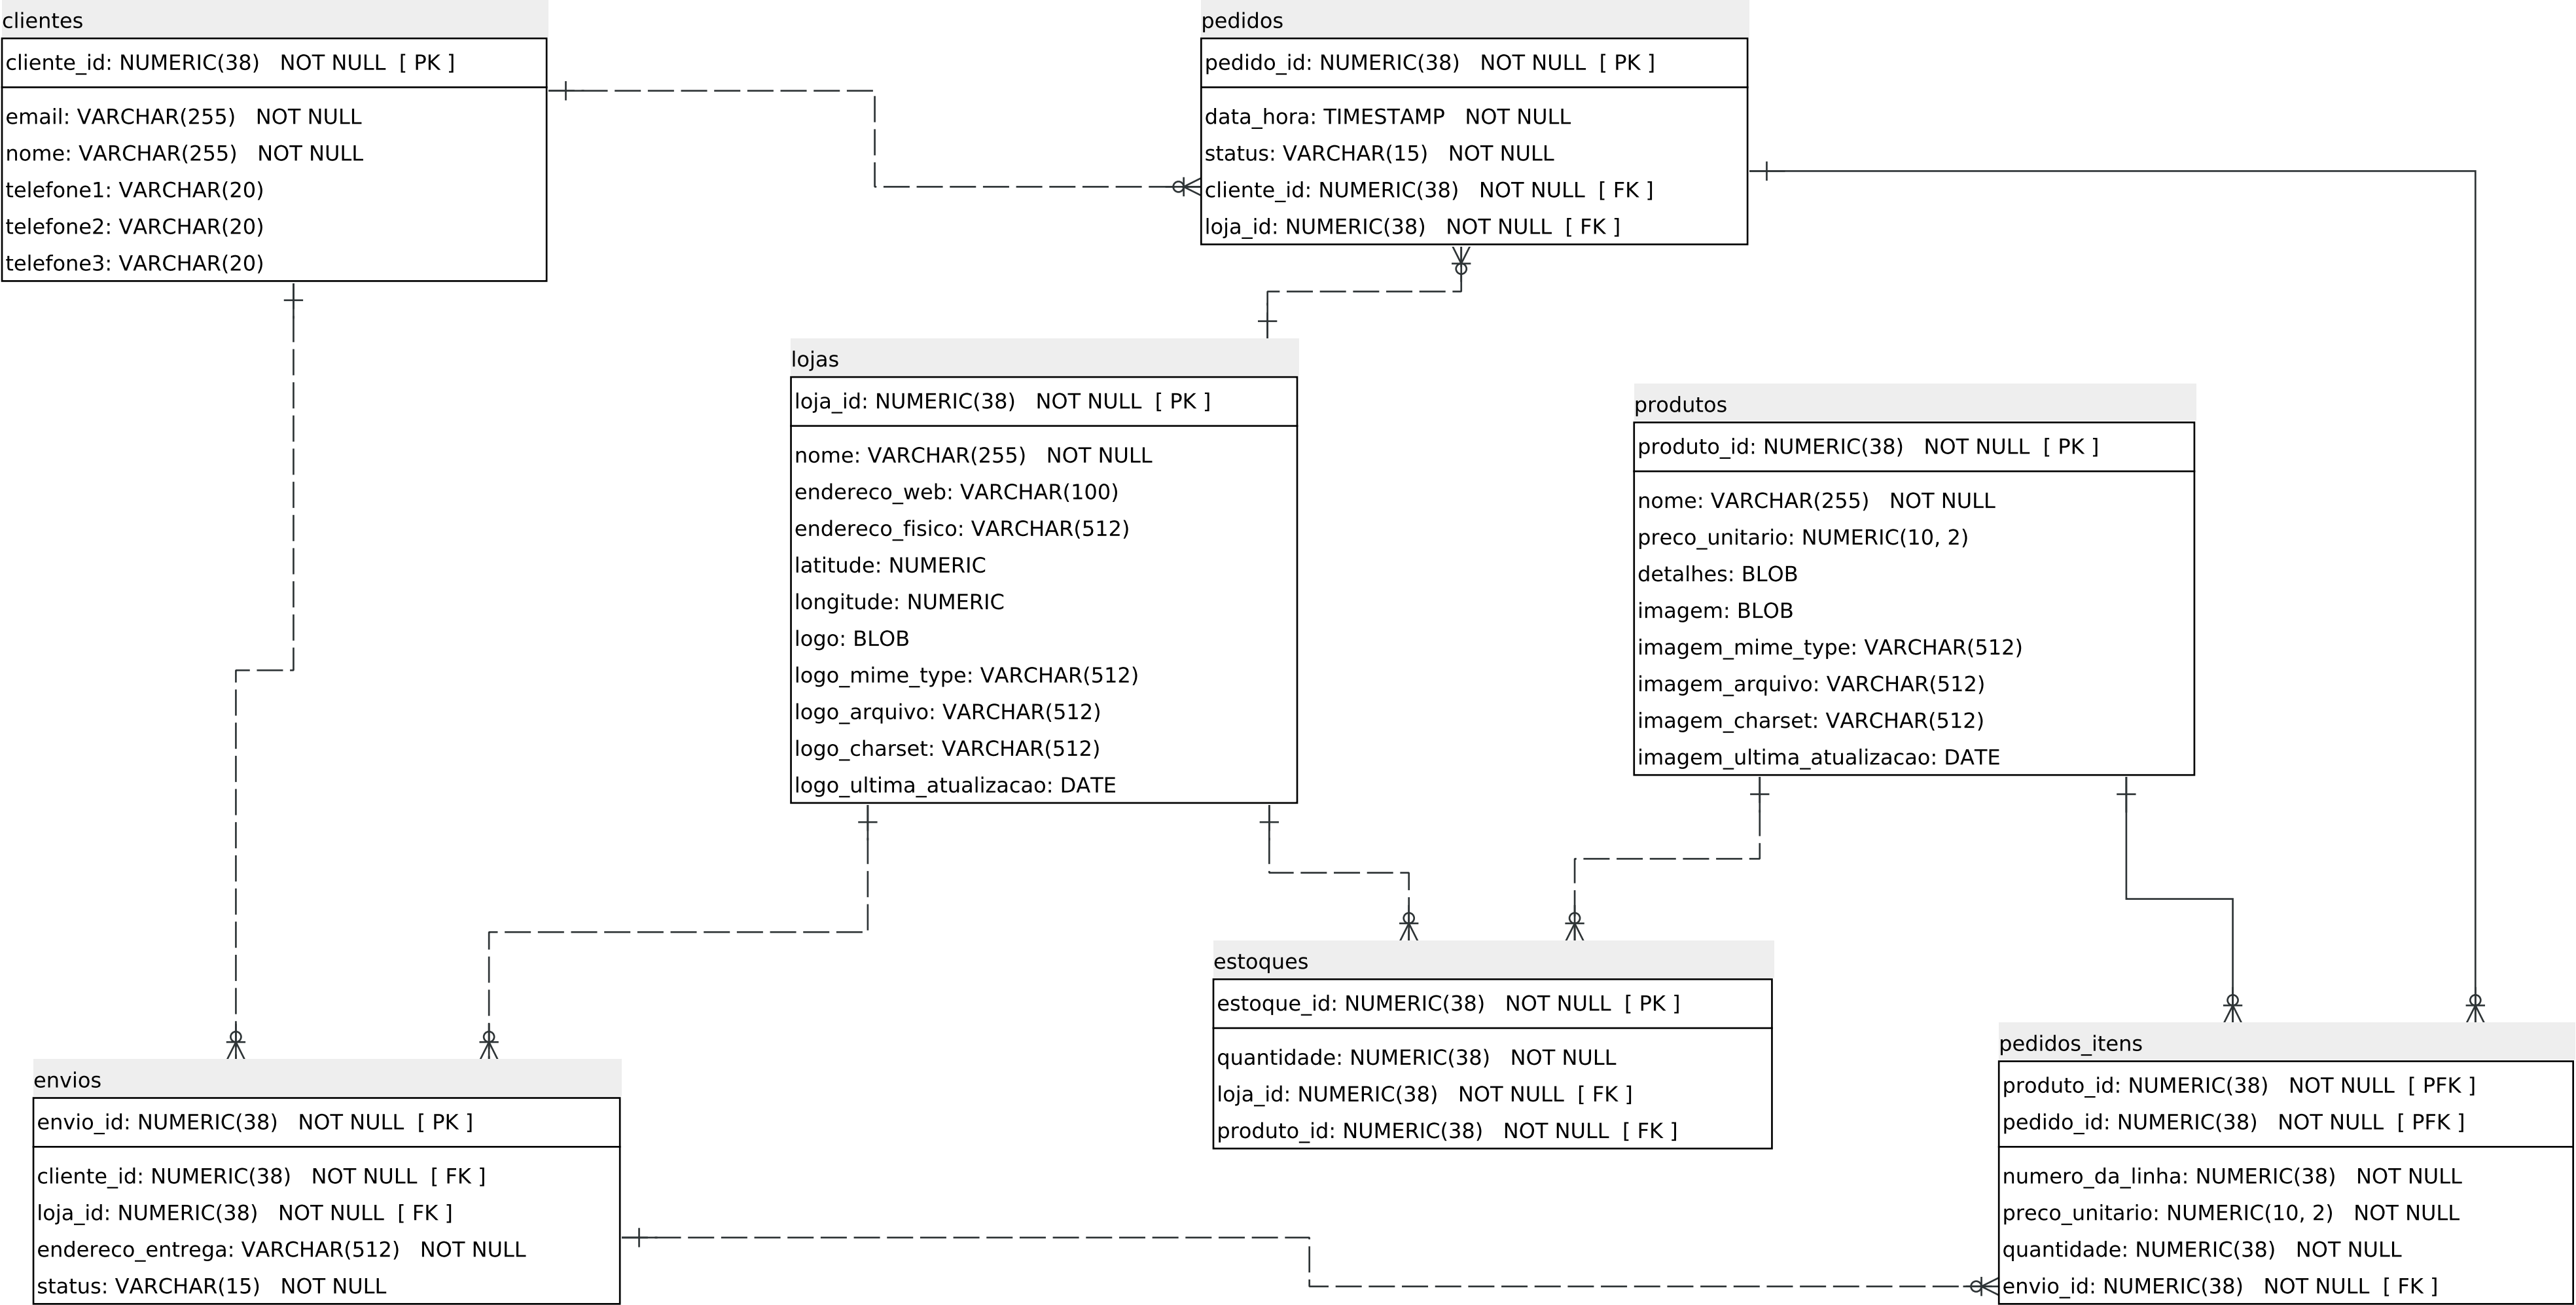 clientes
cliente_id: NUMERIC(38) NOT NULL [ PK ]
email: VARCHAR(255) NOT NULL
nome: VARCHAR(255) NOT NULL
telefone1: VARCHAR(20)
telefone2: VARCHAR(20)
telefone3: VARCHAR(20)
pedidos
pedido_id: NUMERIC(38) NOT NULL [ PK ]
data_hora: TIMESTAMP NOT NULL
status: VARCHAR(15) NOT NULL
cliente_id: NUMERIC(38) NOT NULL [ FK ]
loja_id: NUMERIC(38) NOT NULL [ FK ]
lojas
loja_id: NUMERIC(38) NOT NULL [ PK ]
nome: VARCHAR(255) NOT NULL
endereco_web: VARCHAR(100)
endereco_fisico: VARCHAR(512)
latitude: NUMERIC
longitude: NUMERIC
logo: BLOB
logo_mime_type: VARCHAR(512)
logo_arquivo: VARCHAR(512)
logo_charset: VARCHAR(512)
logo_ultima_atualizacao: DATE
produtos
produto_id: NUMERIC(38) NOT NULL [ PK ]
nome: VARCHAR(255) NOT NULL
preco_unitario: NUMERIC(10, 2)
detalhes: BLOB
imagem: BLOB
imagem_mime_type: VARCHAR(512)
imagem_arquivo: VARCHAR(512)
imagem_charset: VARCHAR(512)
imagem_ultima_atualizacao: DATE
estoques
estoque_id: NUMERIC(38) NOT NULL [ PK ]
quantidade: NUMERIC(38) NOT NULL
loja_id: NUMERIC(38) NOT NULL [ FK ]
produto_id: NUMERIC(38) NOT NULL [ FK ]
envios
envio_id: NUMERIC(38) NOT NULL [ PK ]
cliente_id: NUMERIC(38) NOT NULL [ FK ]
loja_id: NUMERIC(38) NOT NULL [ FK ]
endereco_entrega: VARCHAR(512) NOT NULL
status: VARCHAR(15) NOT NULL
pedidos_itens
produto_id: NUMERIC(38) NOT NULL [ PFK ]
pedido_id: NUMERIC(38) NOT NULL [ PFK ]
numero_da_linha: NUMERIC(38) NOT NULL
preco_unitario: NUMERIC(10, 2) NOT NULL
quantidade: NUMERIC(38) NOT NULL
envio_id: NUMERIC(38) NOT NULL [ FK ]